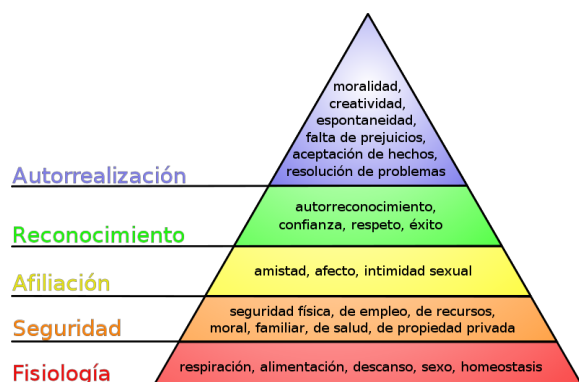 moralidad,
creatividad,
espontaneidad,
falta de prejuicios,
aceptación de hechos,
resolución de problemas
Autorrealización
autorreconocimiento,
confianza, respeto, éxito
Reconocimiento
amistad, afecto, intimidad sexual
Afiliación
seguridad física, de empleo, de recursos,
moral, familiar, de salud, de propiedad privada
Seguridad
respiración, alimentación, descanso, sexo, homeostasis
Fisiología